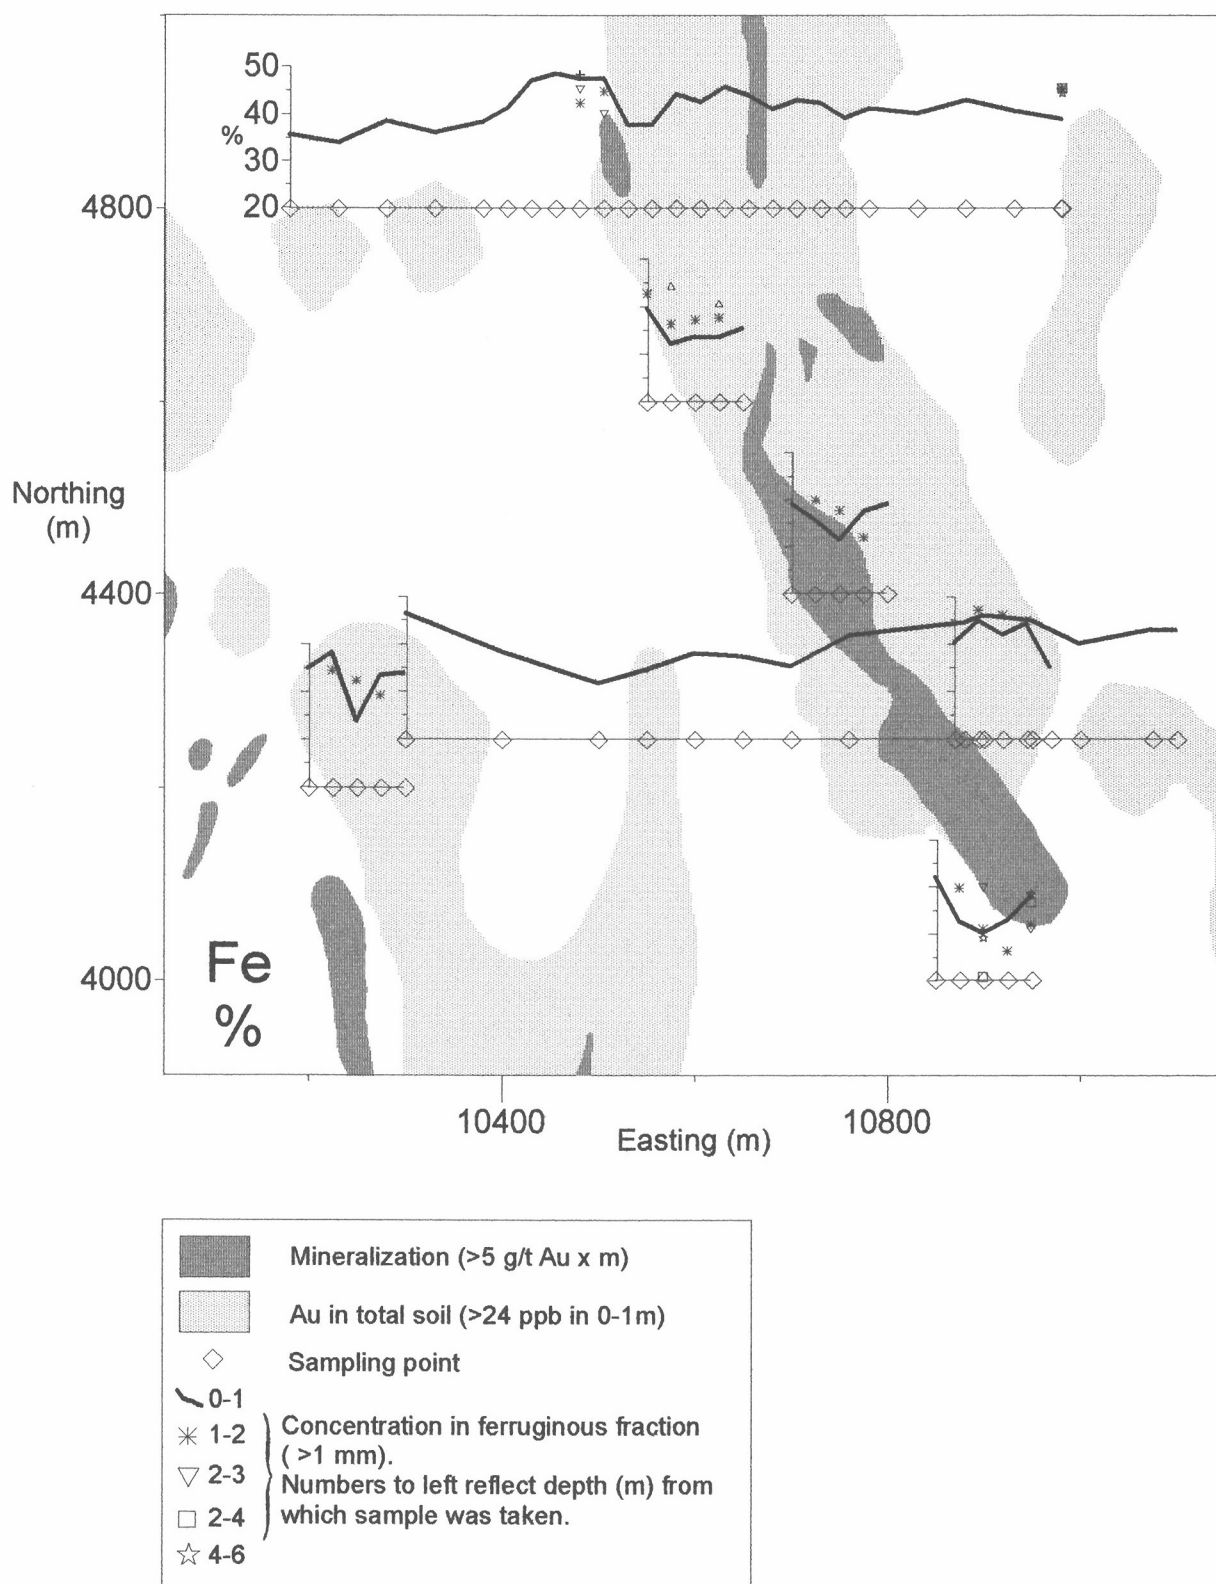 50
40
%
30
20
4800
Northing
(m)
4400
4000
Fe
%
10400
10800
Easting (m)
Mineralization (>5 g/t Au x m)
Au in total soil (>24 ppb in 0-1m)
Sampling point
0-1
1-2
Concentration in ferruginous fraction
( >1 mm).
2-3
Numbers to left reflect depth (m) from
2-4
which sample was taken.
4-6